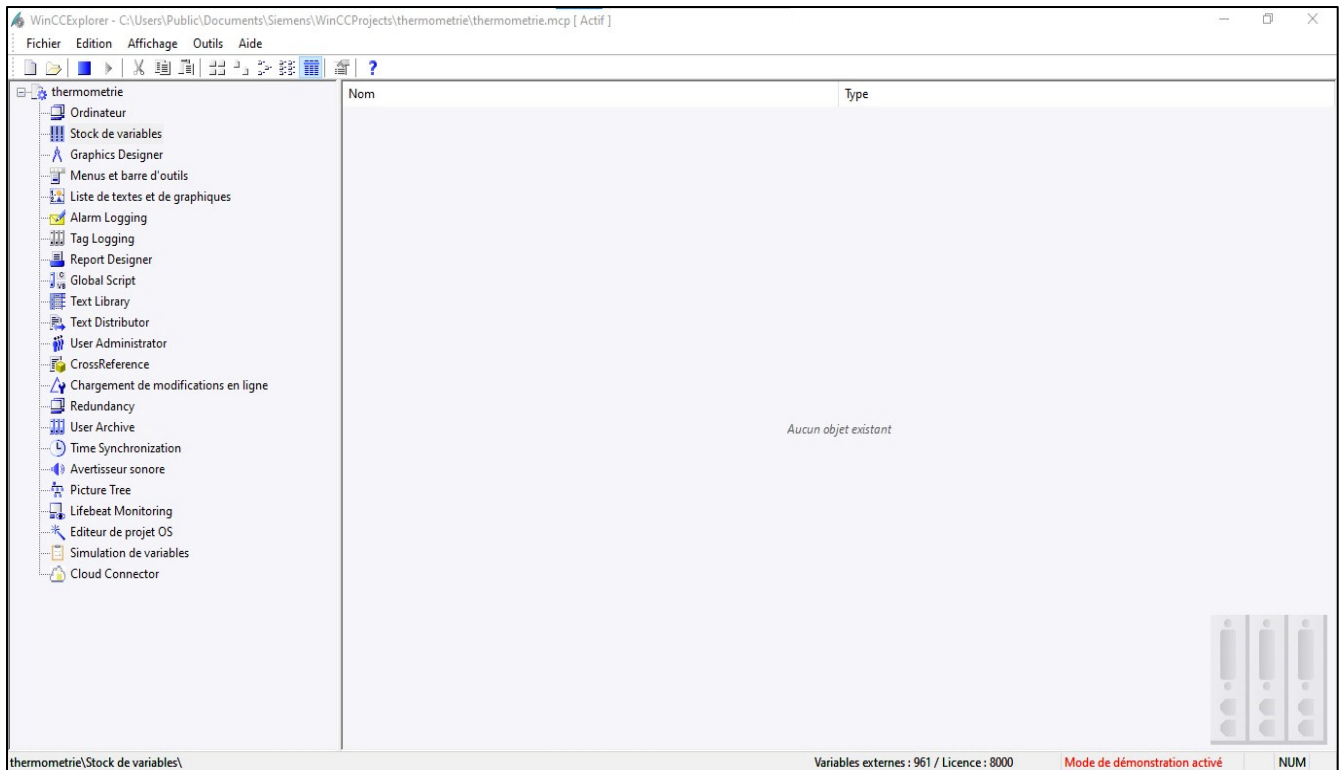 WinCCExplorer - C:\Users\Public\Documents\Siemens\WinCCProjects\thermometrie\thermometrie.mcp [ Actif ]
Fichier Edition Affichage Outils Aide
thermometrie
Nom Type
Ordinateur
Stock de variables
Graphics Designer
Menus et barre d'outils
Liste de textes et de graphiques
Alarm Logging
Tag Logging
Report Designer
Global Script
Text Library
Text Distributor
User Administrator
CrossReference
Chargement de modifications en ligne
Redundancy
User Archive
Aucun objet existant
Time Synchronization
Avertisseur sonore
Picture Tree
Lifebeat Monitoring
Editeur de projet OS
Simulation de variables
Cloud Connector
thermometrie\Stock de variables\ Variables externes : 961 / Licence : 8000 Mode de démonstration activé NUM